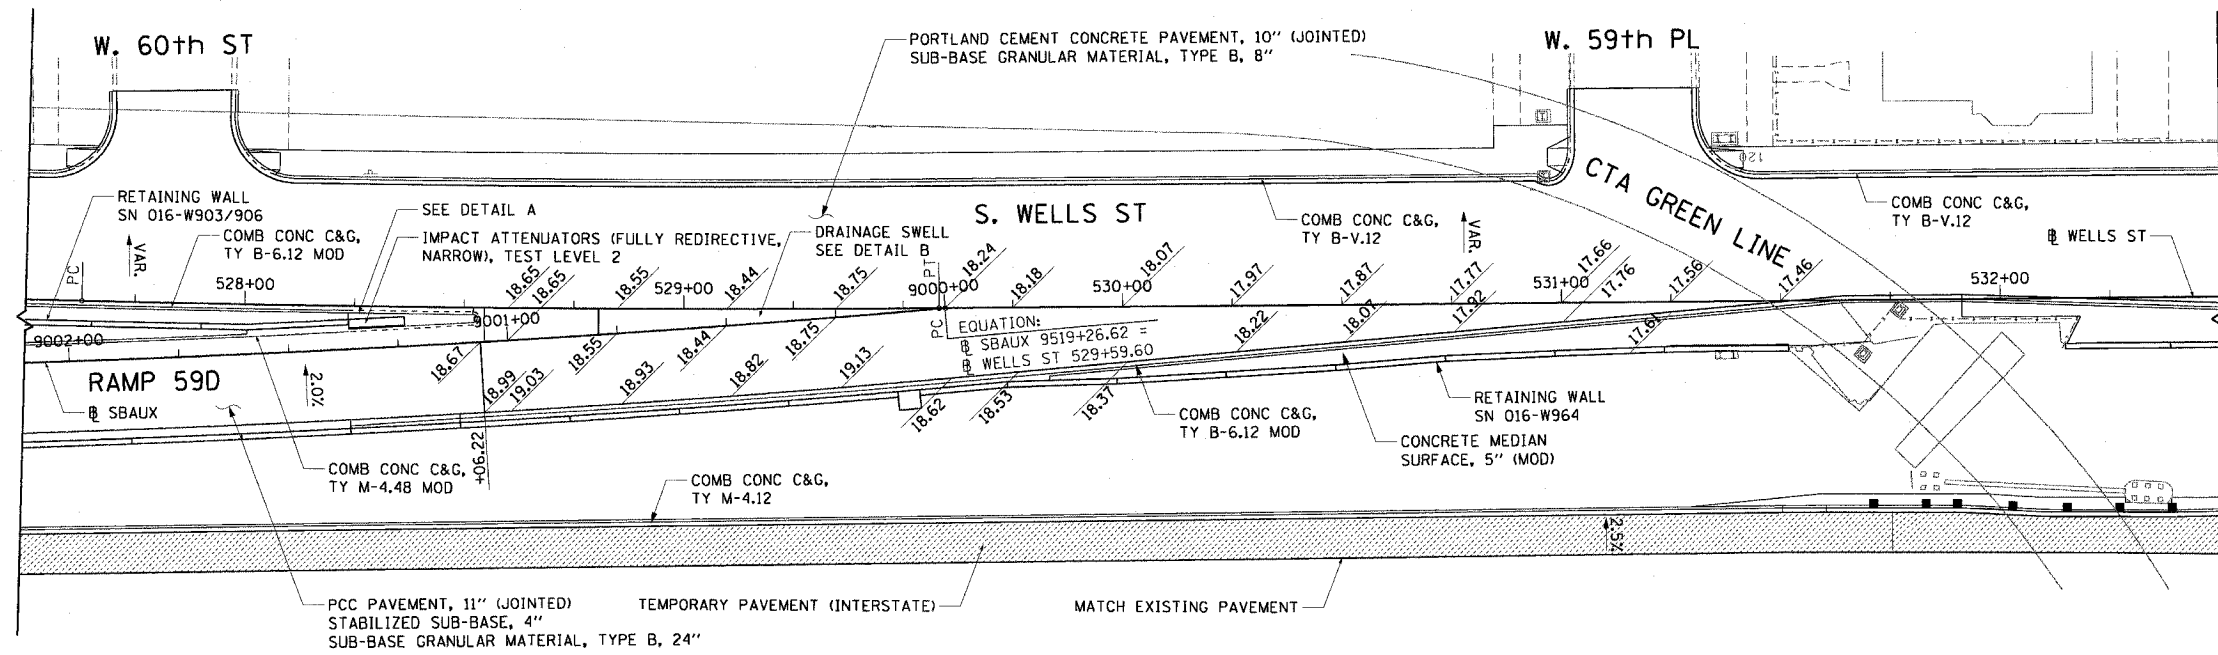 W. 60th ST
PORTLAND CEMENT CONCRETE PAVEMENT, 10" (JOINTED)
SUB-BASE GRANULAR MATERIAL, TYPE B, 8"
W. 59th PL
120
CTA GREEN LINE
RETAINING WALL
SN 016-W903/906
COMB CONC C&G,
TY B-6.12 MOD
SEE DETAIL A
IMPACT ATTENUATORS (FULLY REDIRECTIVE,
NARROW), TEST LEVEL 2
DRAINAGE SWELL
SEE DETAIL B
S. WELLS ST
COMB CONC C&G,
TY B-V.12
COMB CONC C&G,
TY B-V.12
WELLS ST
VAR.
VAR.
PC
PT
PC
528+00
529+00
530+00
531+00
532+00
9002+00
9001+00
9000+00
18.65
18.65
18.55
18.44
18.75
18.24
18.18
18.07
17.97
17.87
17.77
17.66
17.76
17.56
17.46
18.67
18.55
18.44
18.75
18.22
18.07
17.92
17.61
18.99
19.03
18.93
18.82
19.13
18.62
18.53
18.37
EQUATION:
SBAUX 9519+26.62 =
WELLS ST 529+59.60
RAMP 59D
SBAUX
2.0%
+06.22
COMB CONC C&G,
TY M-4.48 MOD
COMB CONC C&G,
TY M-4.12
COMB CONC C&G,
TY B-6.12 MOD
RETAINING WALL
SN 016-W964
CONCRETE MEDIAN
SURFACE, 5" (MOD)
2.5%
PCC PAVEMENT, 11" (JOINTED)
STABILIZED SUB-BASE, 4"
SUB-BASE GRANULAR MATERIAL, TYPE B, 24"
TEMPORARY PAVEMENT (INTERSTATE)
MATCH EXISTING PAVEMENT